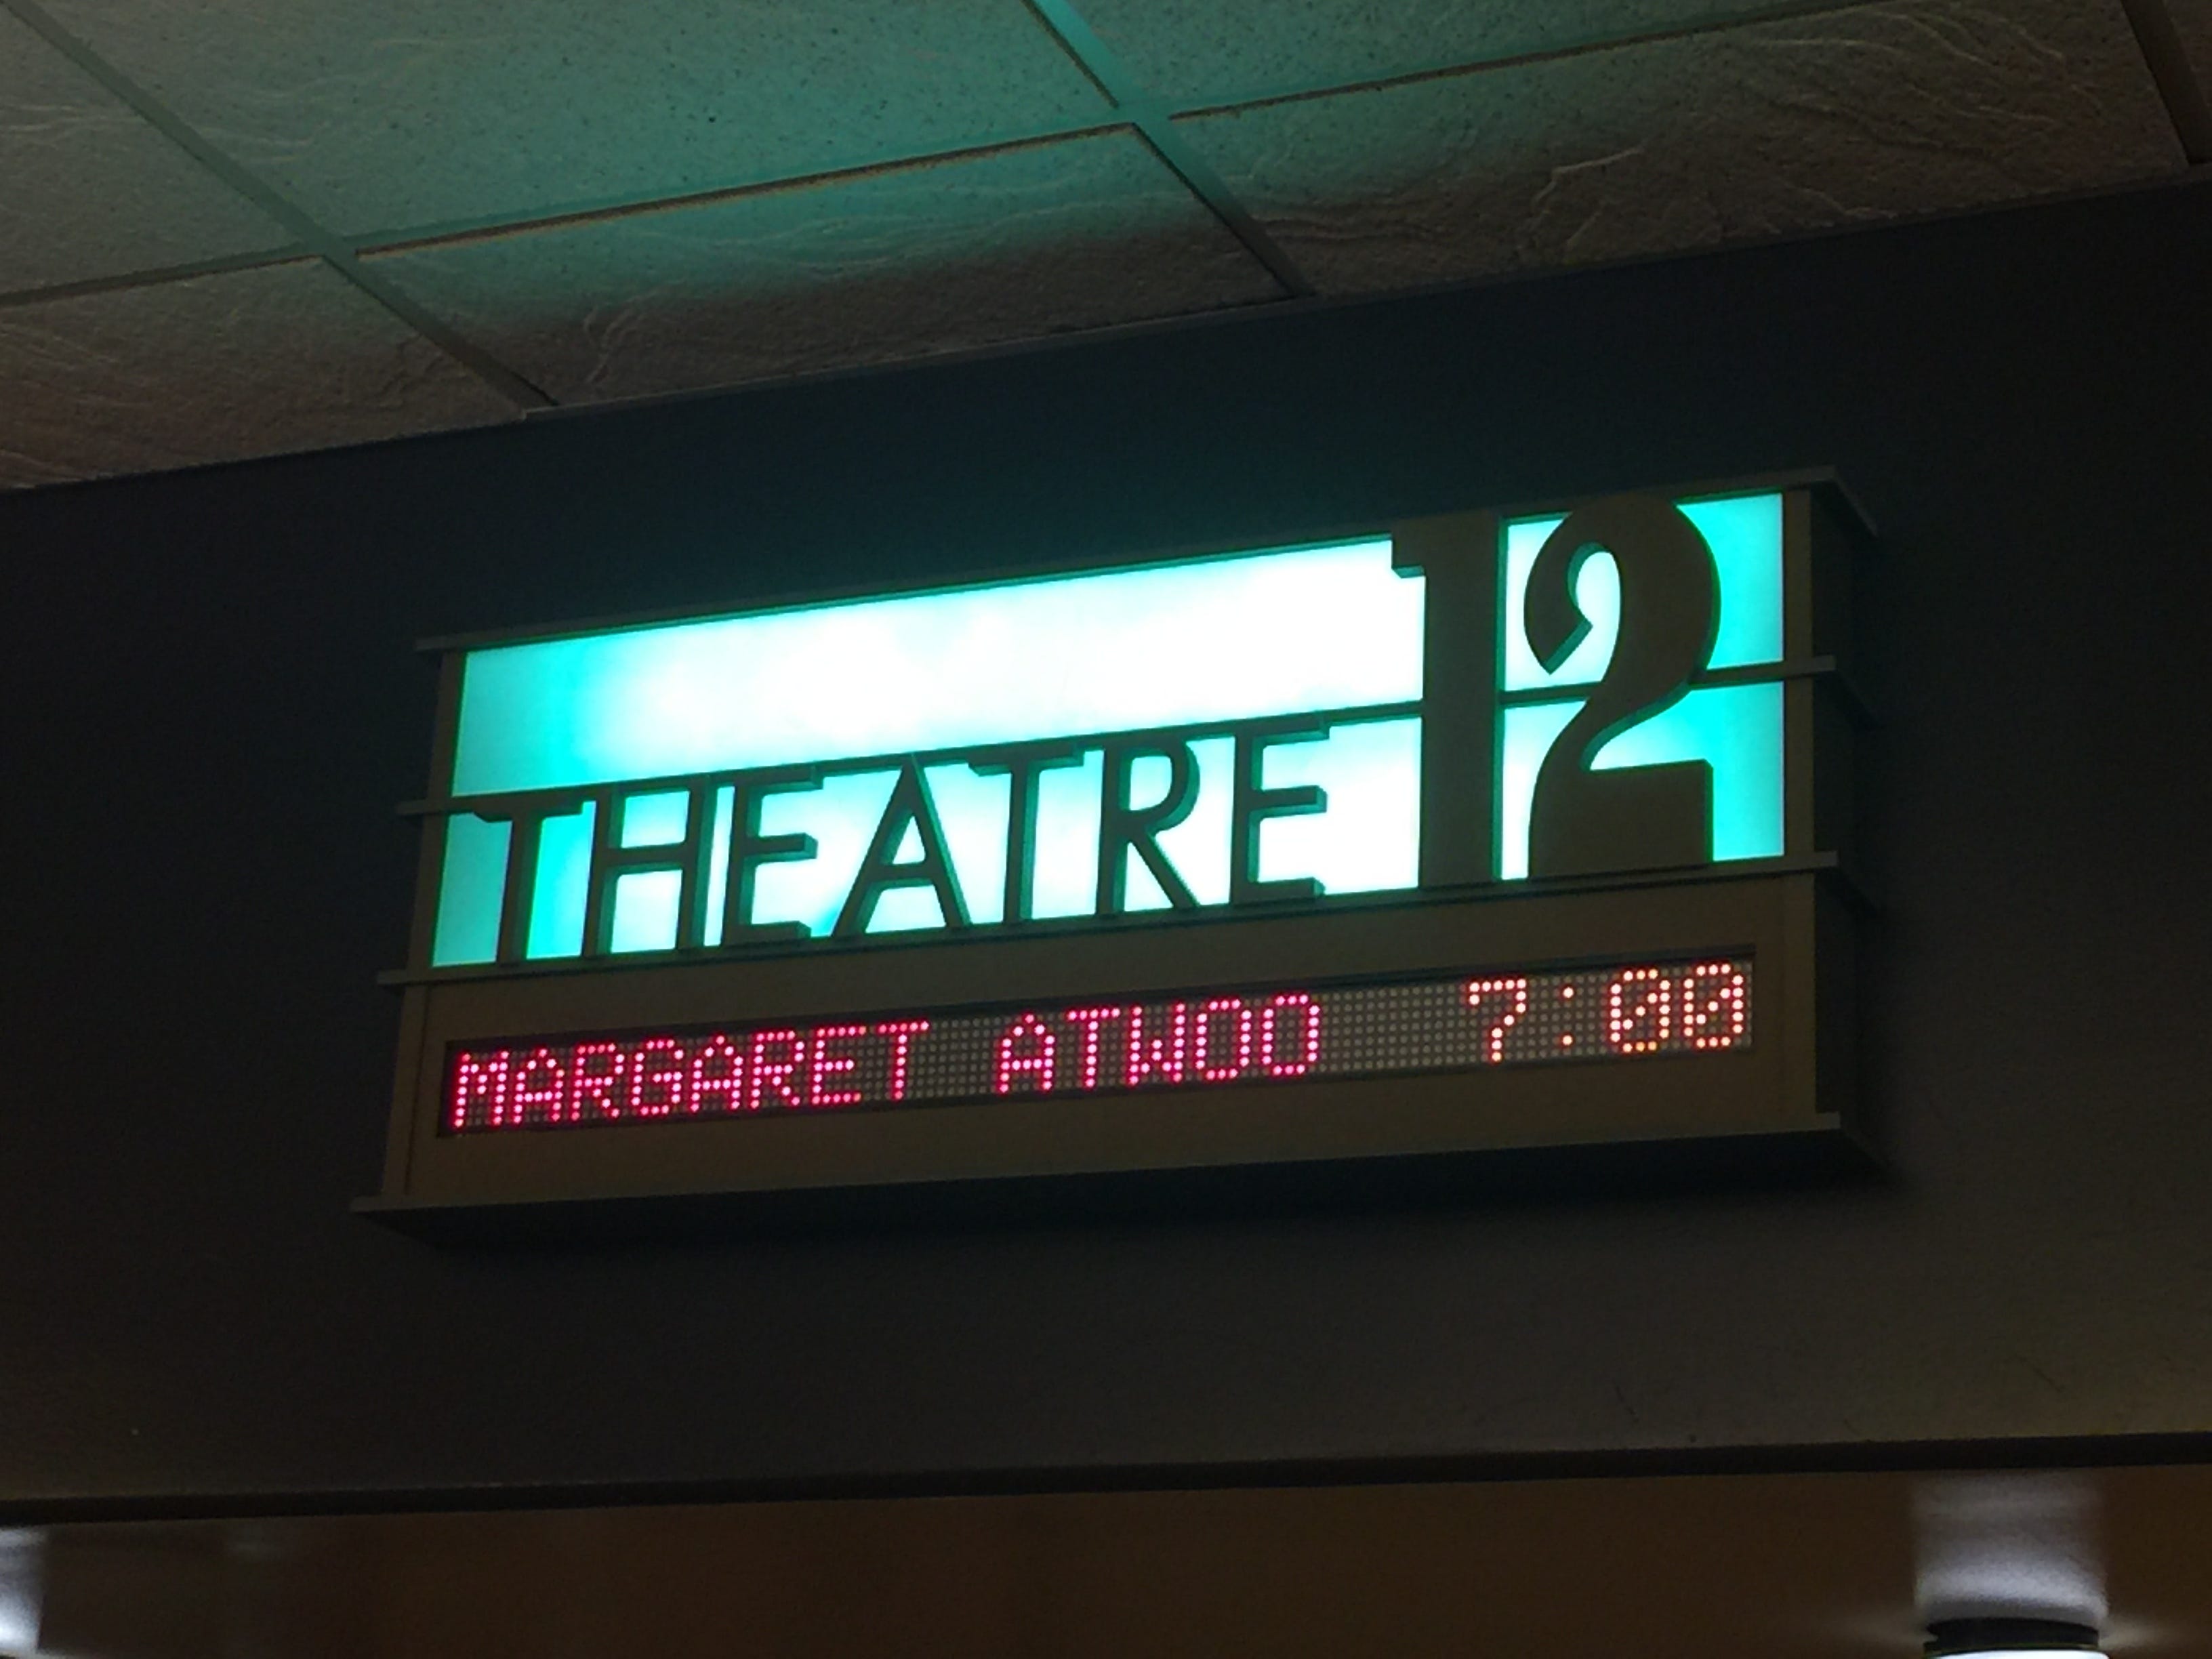 THEATRE 12
MARGARET ATWOO 7:00